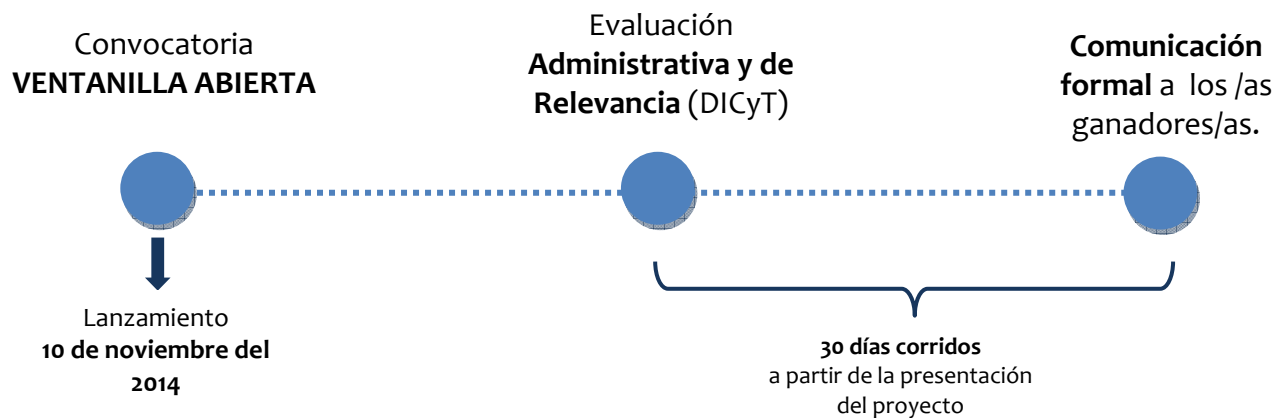 Convocatoria
VENTANILLA ABIERTA
Evaluación
Administrativa y de
Relevancia (DICyT)
Comunicación
formal a los /as
ganadores/as.
Lanzamiento
10 de noviembre del
2014
30 días corridos
a partir de la presentación
del proyecto